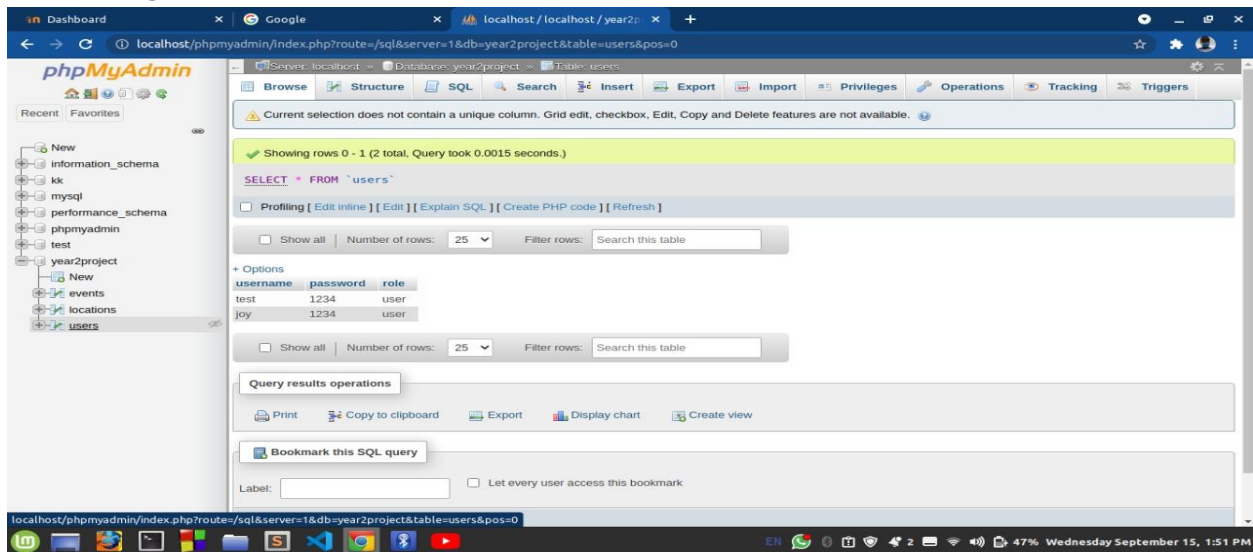 Dashboard × Google × localhost / localhost / year2p × +
localhost/phpmyadmin/index.php?route=/sql&server=1&db=year2project&table=users&pos=0
phpMyAdmin
Recent Favorites
New
information_schema
kk
mysql
performance_schema
phpmyadmin
test
year2project
New
events
locations
users
Server: localhost » Database: year2project » Table: users
Browse Structure SQL Search Insert Export Import Privileges Operations Tracking Triggers
Current selection does not contain a unique column. Grid edit, checkbox, Edit, Copy and Delete features are not available.
Showing rows 0 - 1 (2 total, Query took 0.0015 seconds.)
SELECT * FROM `users`
Profiling [ Edit inline ] [ Edit ] [ Explain SQL ] [ Create PHP code ] [ Refresh ]
Show all | Number of rows: 25 Filter rows: Search this table
+ Options
username password role
test 1234 user
joy 1234 user
Show all | Number of rows: 25 Filter rows: Search this table
Query results operations
Print Copy to clipboard Export Display chart Create view
Bookmark this SQL query
Label: Let every user access this bookmark
localhost/phpmyadmin/index.php?route=/sql&server=1&db=year2project&table=users&pos=0
EN 2 47% Wednesday September 15, 1:51 PM